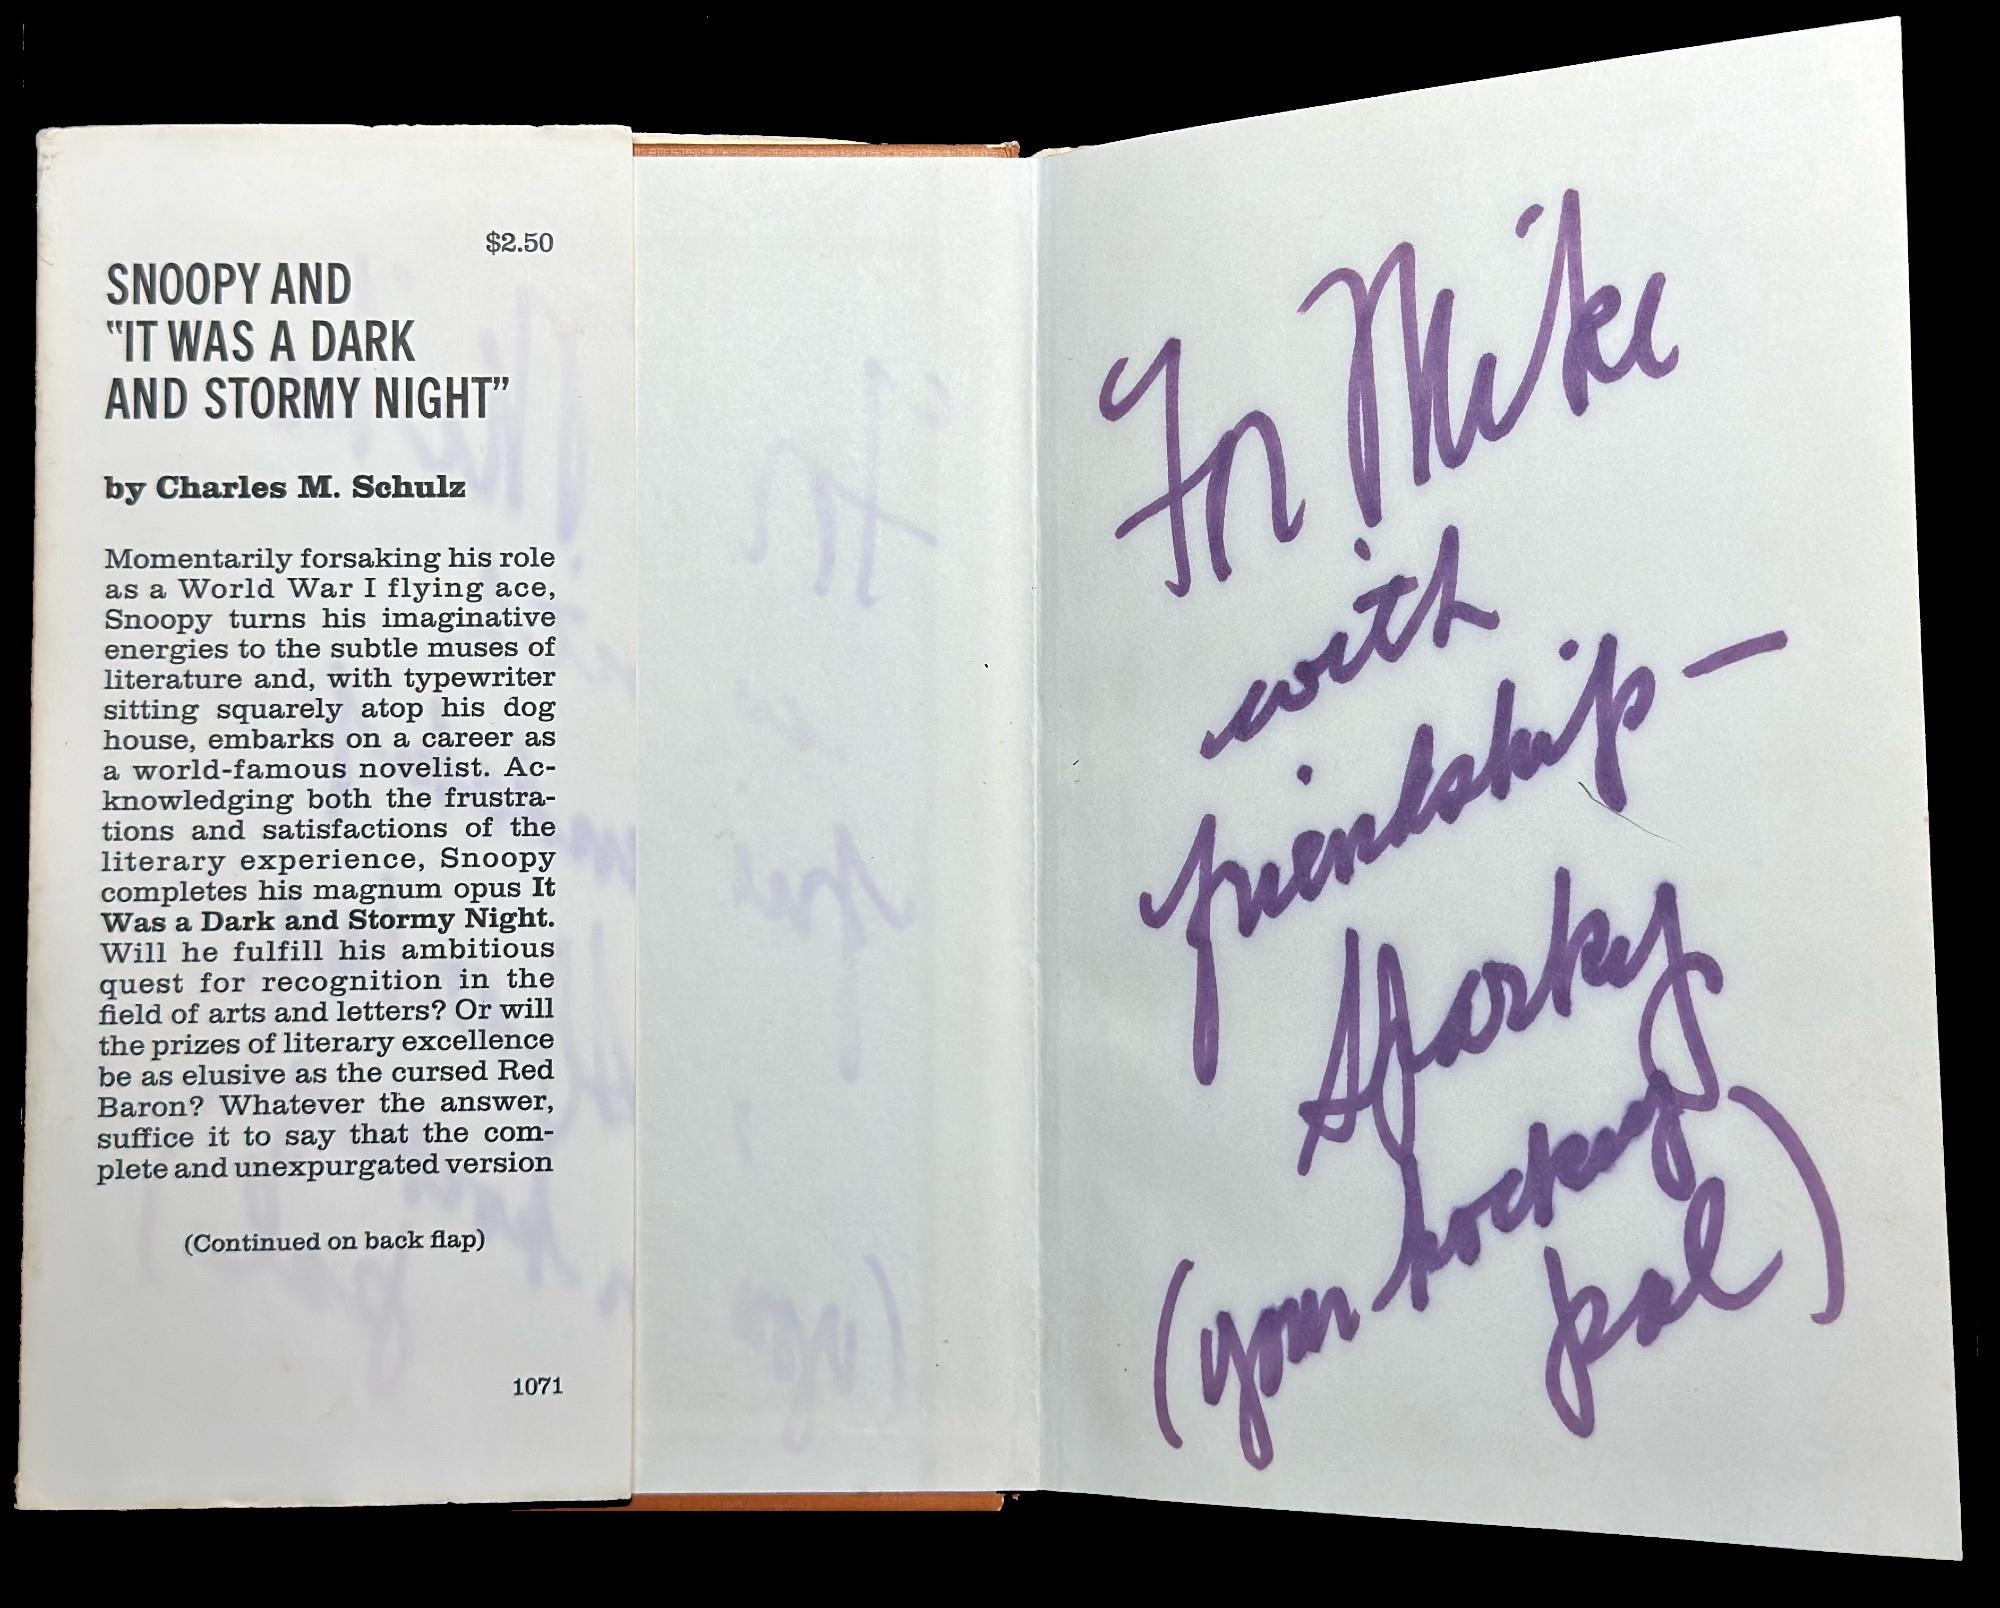 $2.50
SNOOPY AND
"IT WAS A DARK
AND STORMY NIGHT"
by Charles M. Schulz
Momentarily forsaking his role
as a World War I flying ace,
Snoopy turns his imaginative
energies to the subtle muses of
literature and, with typewriter
sitting squarely atop his dog
house, embarks on a career as
a world-famous novelist. Ac-
knowledging both the frustra-
tions and satisfactions of the
literary experience, Snoopy
completes his magnum opus It
Was a Dark and Stormy Night.
Will he fulfill his ambitious
quest for recognition in the
field of arts and letters? Or will
the prizes of literary excellence
be as elusive as the cursed Red
Baron? Whatever the answer,
suffice it to say that the com-
plete and unexpurgated version
(Continued on back flap)
1071
For Mike
with
friendship —
Sparky
(your hockey
pal)